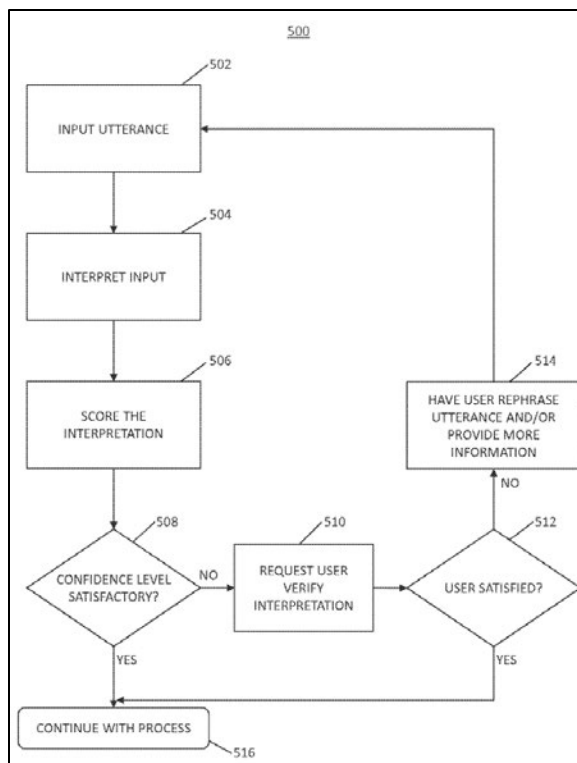 500
502
INPUT UTTERANCE
504
INTERPRET INPUT
506
SCORE THE
INTERPRETATION
514
HAVE USER REPHRASE
UTTERANCE AND/OR
PROVIDE MORE
INFORMATION
NO
508
CONFIDENCE LEVEL
SATISFACTORY?
NO
510
REQUEST USER
VERIFY
INTERPRETATION
512
USER SATISFIED?
YES
YES
CONTINUE WITH PROCESS
516